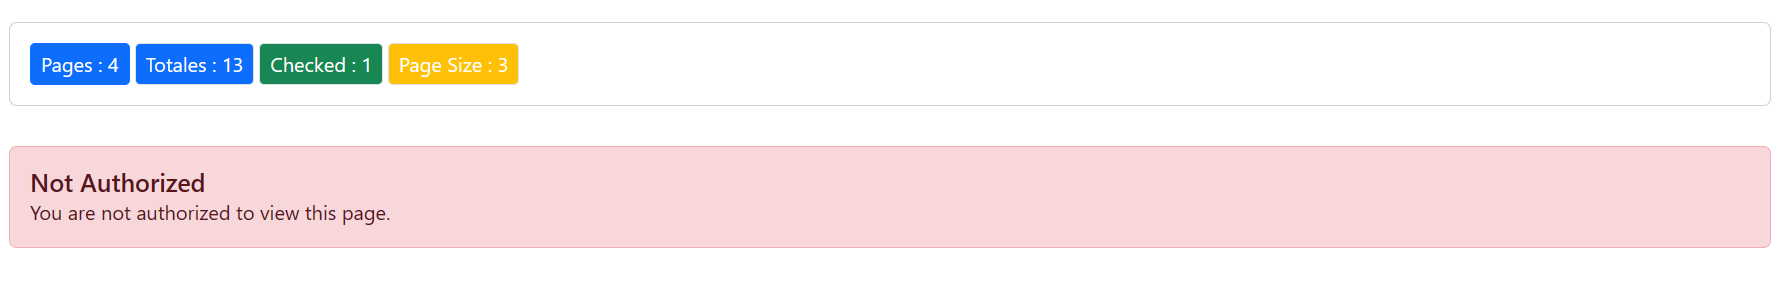 Pages : 4 Totales : 13 Checked : 1 Page Size : 3
Not Authorized
You are not authorized to view this page.